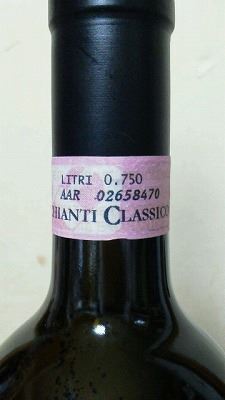 LITRI 0.750
AAR 02658470
HIANTI CLASSICO